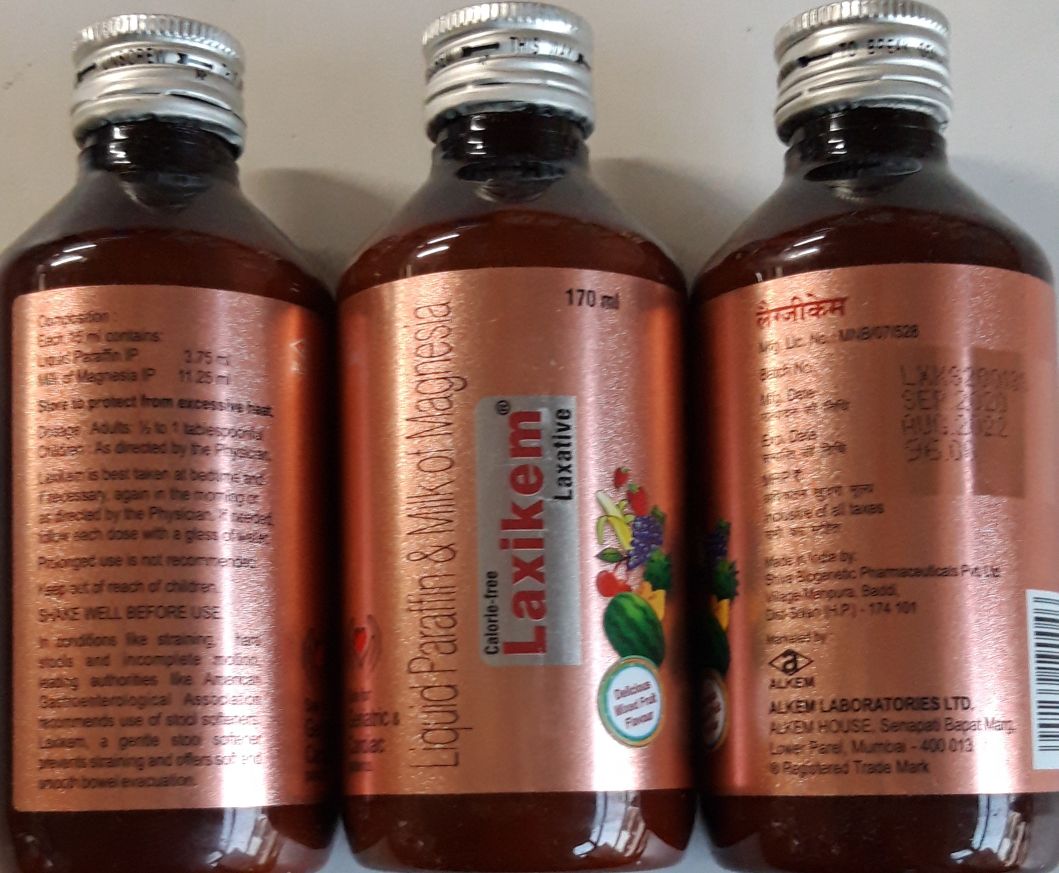 UNSCREW
Composition :
Each 15 ml contains:
Liquid Paraffin IP 3.75 ml
Milk of Magnesia IP 11.25 ml
Store to protect from excessive heat.
Dosage : Adults: ½ to 1 tablespoonful
Children : As directed by the Physician.
Laxikem is best taken at bedtime and
if necessary, again in the morning or
as directed by the Physician. If needed,
follow each dose with a glass of water.
Prolonged use is not recommended.
Keep out of reach of children.
SHAKE WELL BEFORE USE.
In conditions like straining, hard
stools and incomplete motion,
leading authorities like American
Gastroenterological Association
recommends use of stool softeners.
Laxikem, a gentle stool softener
prevents straining and offers soft and
smooth bowel evacuation.
THIS WAY
170 ml
Liquid Paraffin & Milk of Magnesia
Calorie-free
Laxikem®
Laxative
Delicious
Mixed Fruit
Flavour
TO BREAK SEAL
लैग्जीकेम
Mfg. Lic. No.: MNB/07/528
Batch No.
Mfg. Date
SEP.2020
Exp. Date
AUG.2022
inclusive of all taxes
Made in India by:
Shiva Biogenetic Pharmaceuticals Pvt. Ltd.
Village Manpura, Baddi,
Dist-Solan (H.P.) - 174 101
Marketed by
a
ALKEM
ALKEM LABORATORIES LTD.
ALKEM HOUSE, Senapati Bapat Marg,
Lower Parel, Mumbai - 400 013.
® Registered Trade Mark